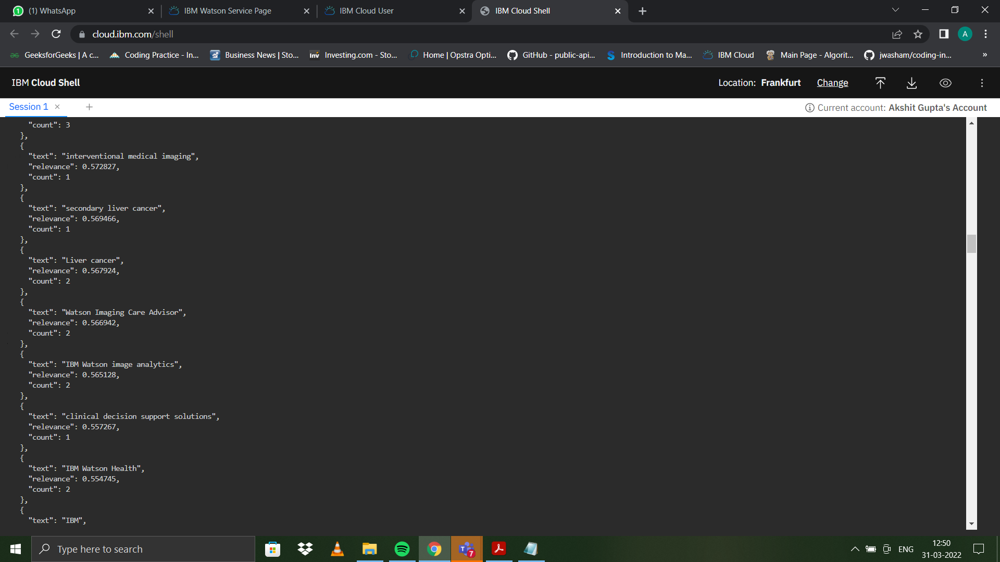 (1) WhatsApp
IBM Watson Service Page
IBM Cloud User
IBM Cloud Shell
cloud.ibm.com/shell
A
GeeksforGeeks | A c...
Coding Practice - In...
Business News | Sto...
Inv
Investing.com - Sto...
Home | Opstra Opti...
GitHub - public-api...
Introduction to Ma...
IBM Cloud
Main Page - Algorit...
jwasham/coding-in...
»
IBM Cloud Shell
Location: Frankfurt
Change
Session 1
Current account: Akshit Gupta's Account
"count": 3
},
{
"text": "interventional medical imaging",
"relevance": 0.572827,
"count": 1
},
{
"text": "secondary liver cancer",
"relevance": 0.569466,
"count": 1
},
{
"text": "Liver cancer",
"relevance": 0.567924,
"count": 2
},
{
"text": "Watson Imaging Care Advisor",
"relevance": 0.566942,
"count": 2
},
{
"text": "IBM Watson image analytics",
"relevance": 0.565128,
"count": 2
},
{
"text": "clinical decision support solutions",
"relevance": 0.557267,
"count": 1
},
{
"text": "IBM Watson Health",
"relevance": 0.554745,
"count": 2
},
{
"text": "IBM",
Type here to search
7
ENG
12:50
31-03-2022